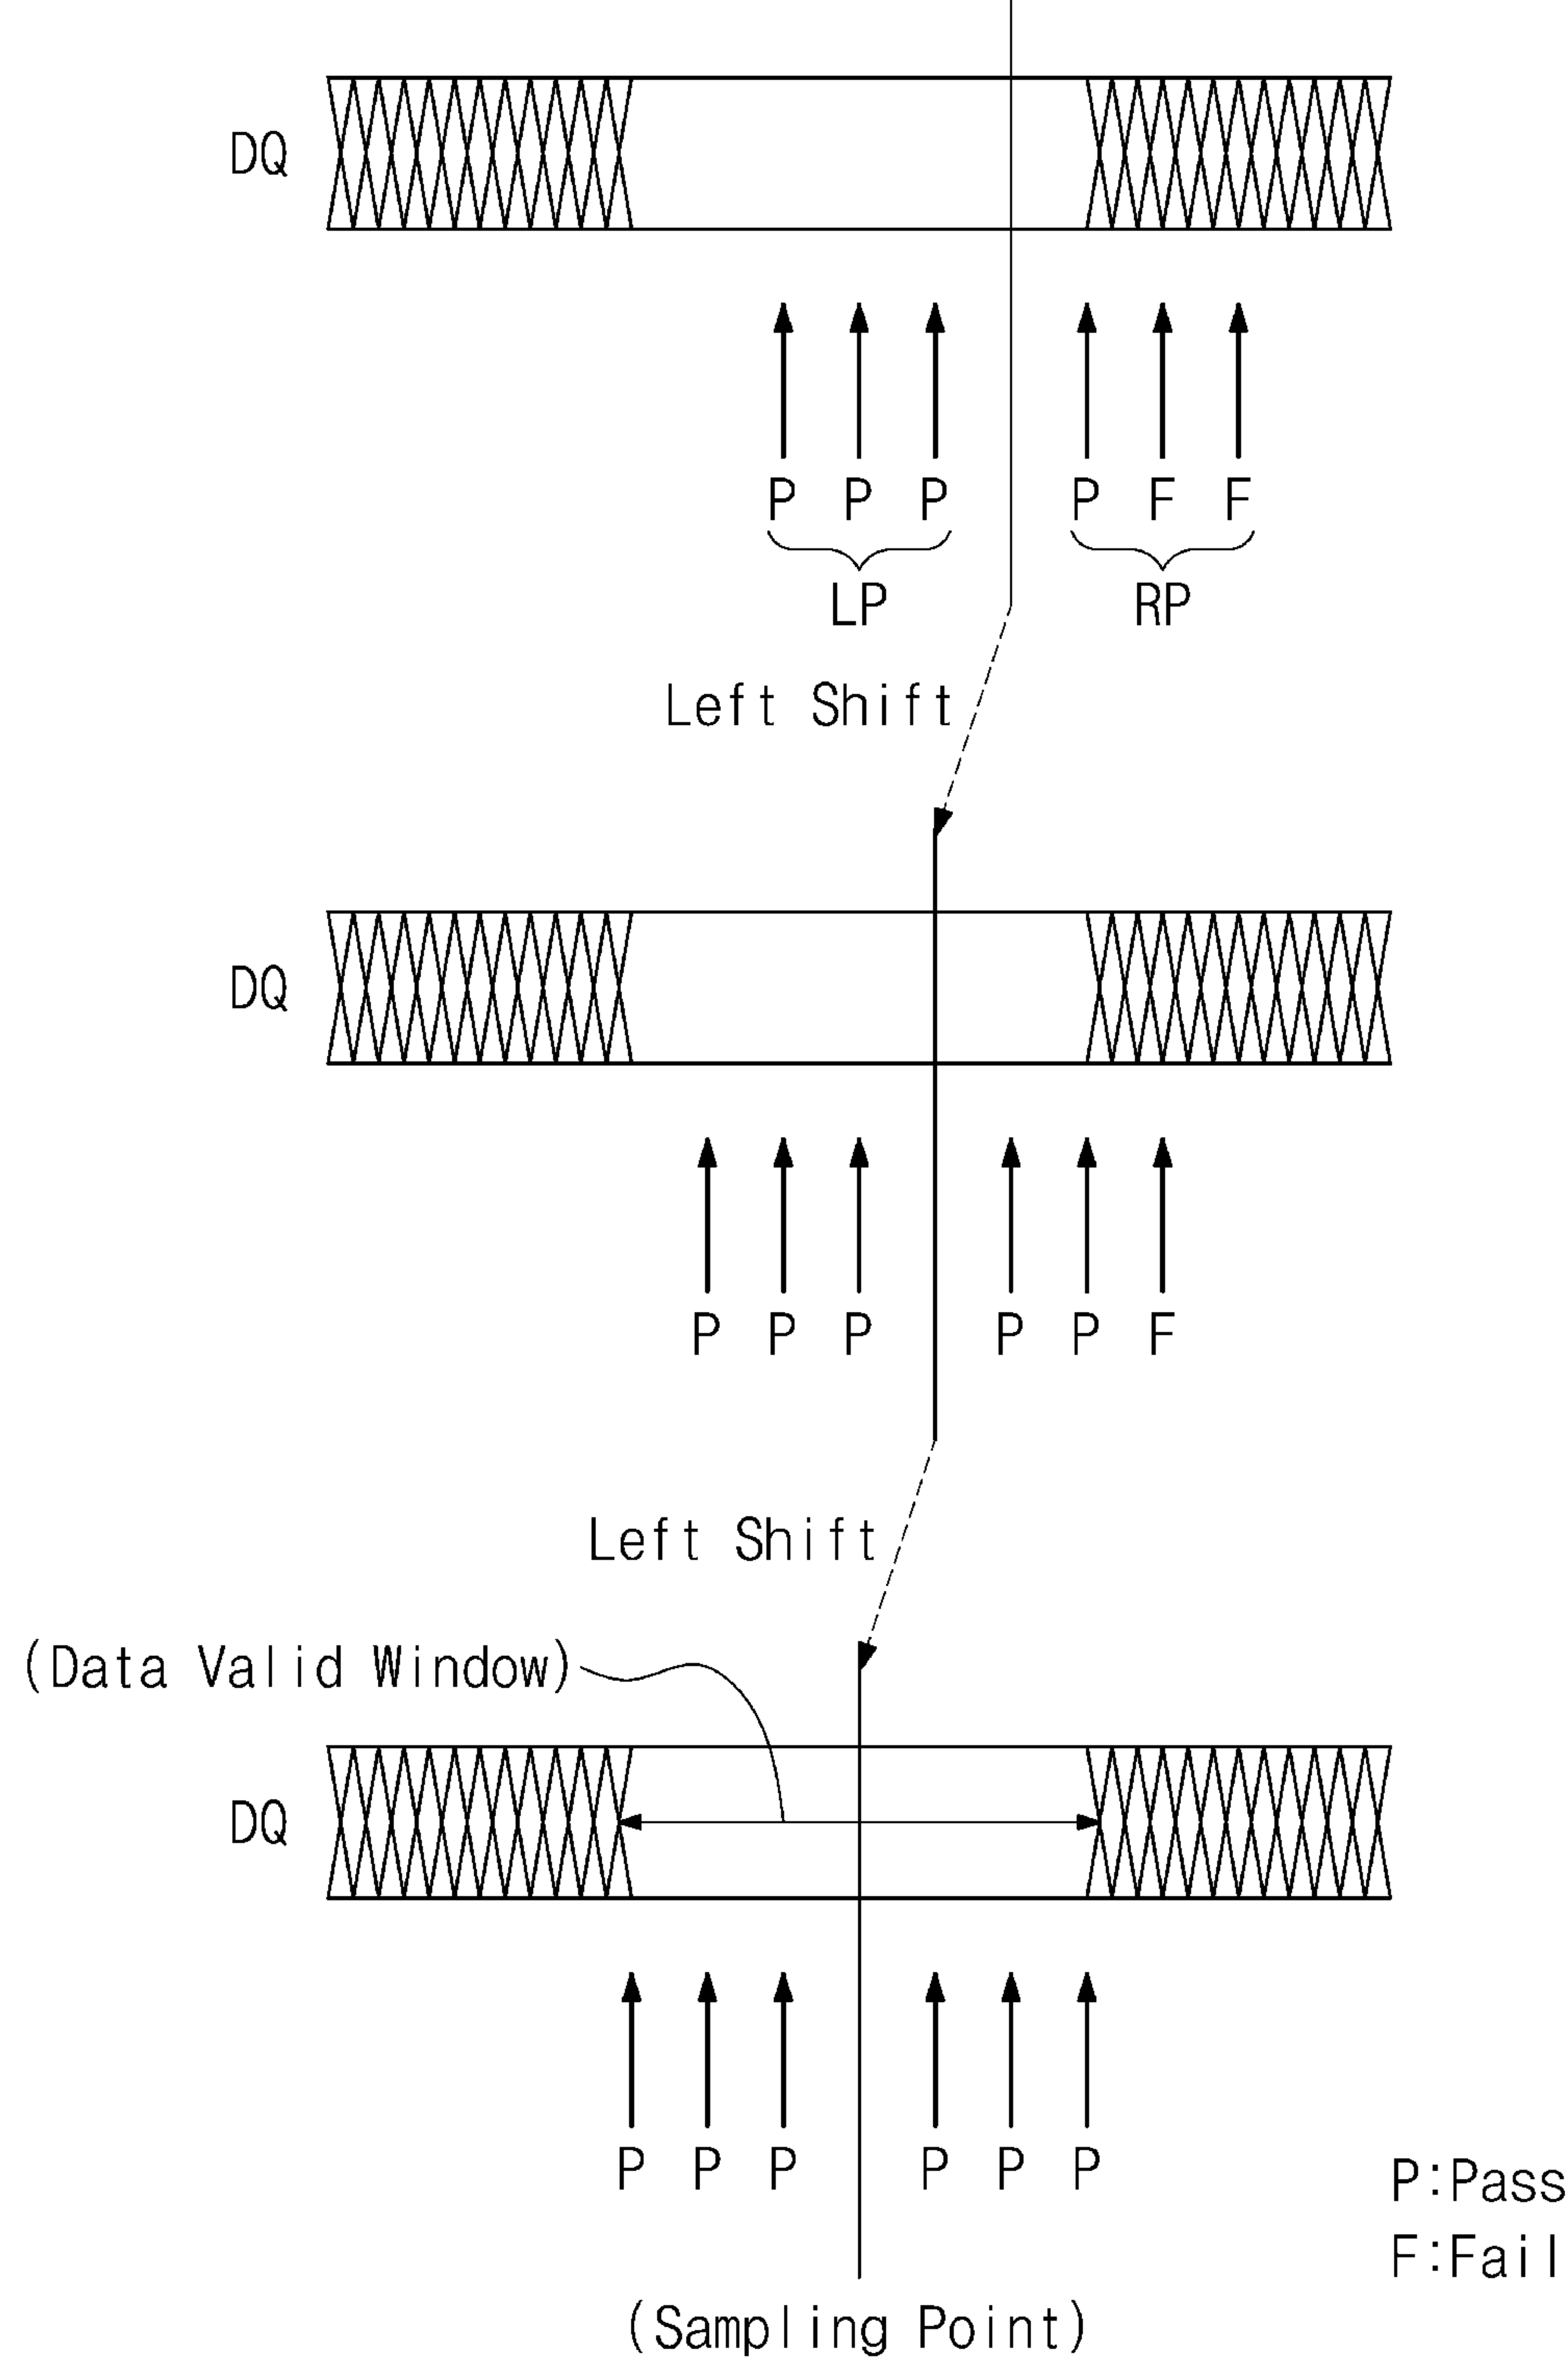 DQ
P P P P F F
LP RP
Left Shift
DQ
P P P P P F
Left Shift
(Data Valid Window)
DQ
P P P P P P
P:Pass
F:Fail
(Sampling Point)